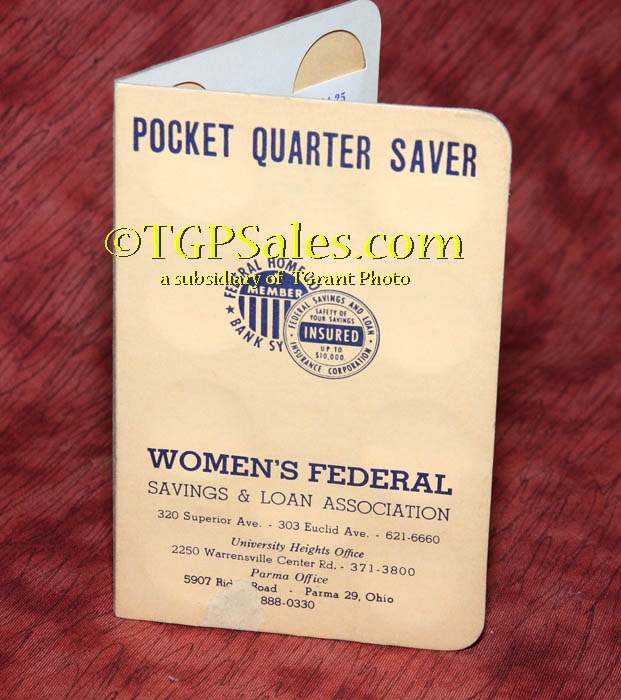 .25
POCKET QUARTER SAVER
©TGPSales.com
a subsidiary of TGrant Photo
FEDERAL HOME
MEMBER
BANK SY
FEDERAL SAVINGS AND LOAN
SAFETY OF
YOUR SAVINGS
INSURED
UP TO
$10,000.
INSURANCE CORPORATION
WOMEN'S FEDERAL
SAVINGS & LOAN ASSOCIATION
320 Superior Ave. - 303 Euclid Ave. - 621-6660
University Heights Office
2250 Warrensville Center Rd. - 371-3800
Parma Office
5907 Road - Parma 29, Ohio
888-0330